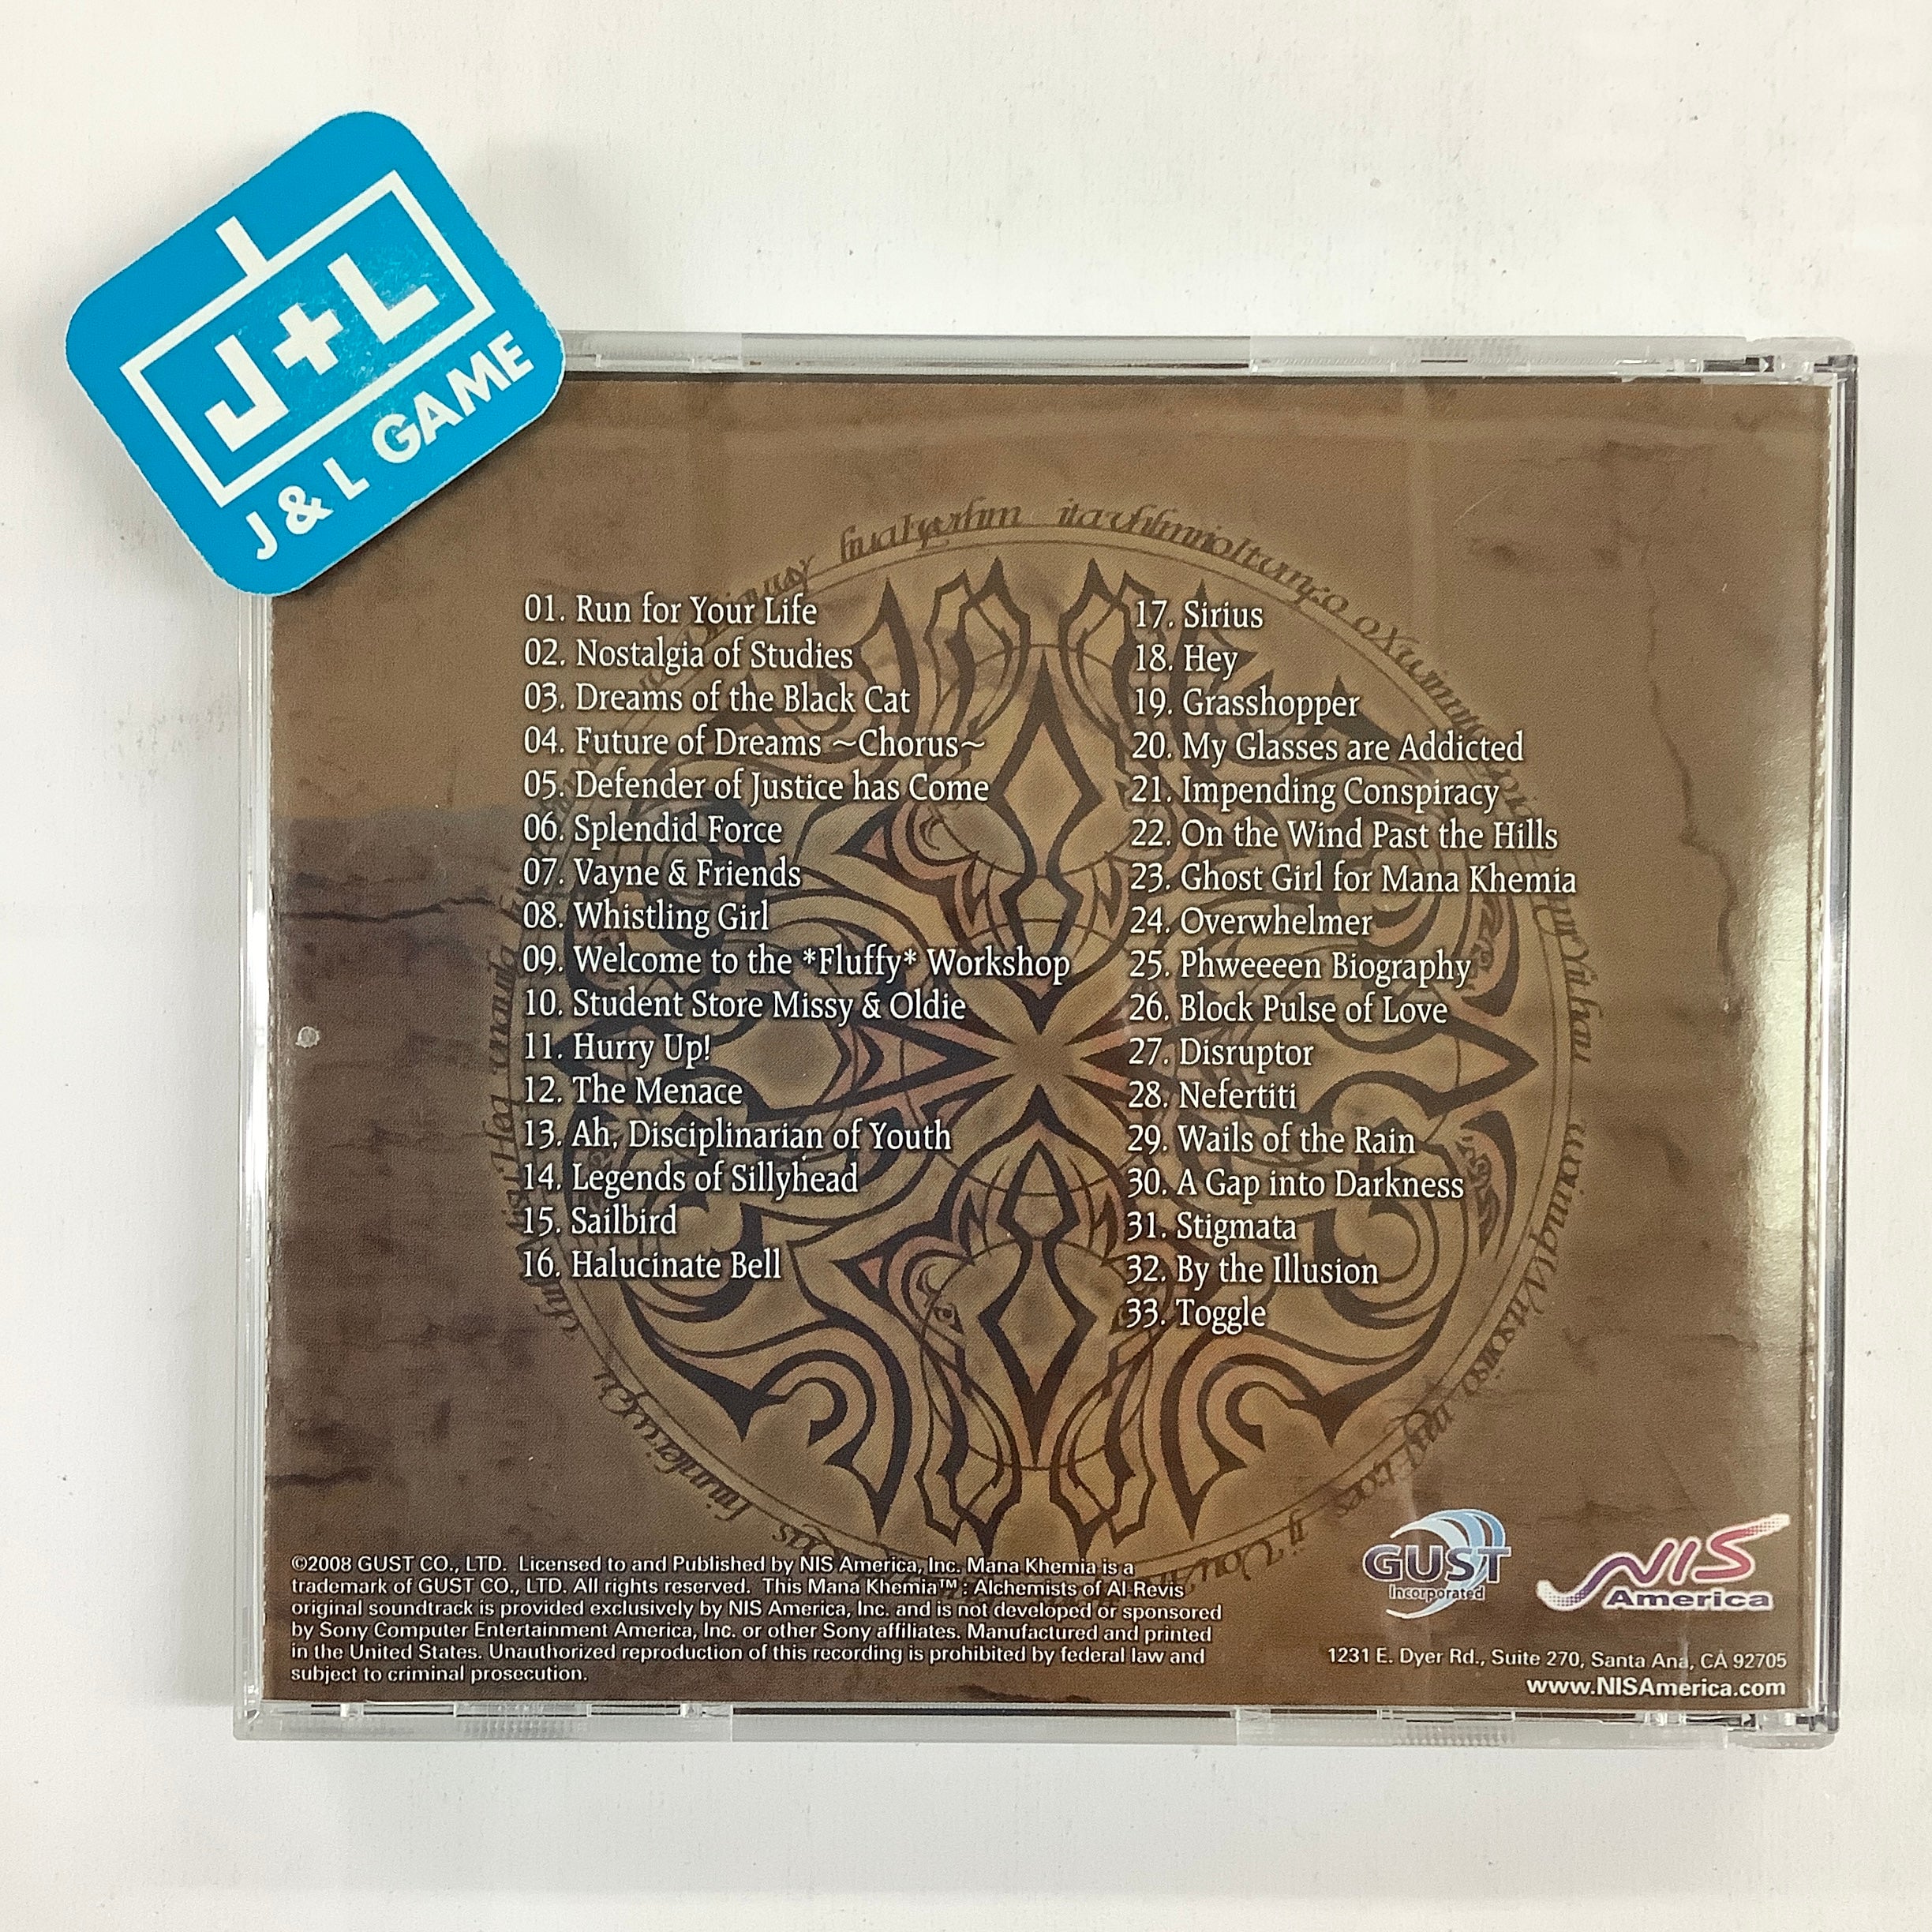 J+L
J & L GAME
01. Run for Your Life
02. Nostalgia of Studies
03. Dreams of the Black Cat
04. Future of Dreams ~Chorus~
05. Defender of Justice has Come
06. Splendid Force
07. Vayne & Friends
08. Whistling Girl
09. Welcome to the *Fluffy* Workshop
10. Student Store Missy & Oldie
11. Hurry Up!
12. The Menace
13. Ah, Disciplinarian of Youth
14. Legends of Sillyhead
15. Sailbird
16. Halucinate Bell
17. Sirius
18. Hey
19. Grasshopper
20. My Glasses are Addicted
21. Impending Conspiracy
22. On the Wind Past the Hills
23. Ghost Girl for Mana Khemia
24. Overwhelmer
25. Phweeeen Biography
26. Block Pulse of Love
27. Disruptor
28. Nefertiti
29. Wails of the Rain
30. A Gap into Darkness
31. Stigmata
32. By the Illusion
33. Toggle
©2008 GUST CO., LTD. Licensed to and Published by NIS America, Inc. Mana Khemia is a
trademark of GUST CO., LTD. All rights reserved. This Mana Khemia™: Alchemists of Al-Revis
original soundtrack is provided exclusively by NIS America, Inc. and is not developed or sponsored
by Sony Computer Entertainment America, Inc. or other Sony affiliates. Manufactured and printed
in the United States. Unauthorized reproduction of this recording is prohibited by federal law and
subject to criminal prosecution.
GUST
Incorporated
NIS
America
1231 E. Dyer Rd., Suite 270, Santa Ana, CA 92705
www.NISAmerica.com